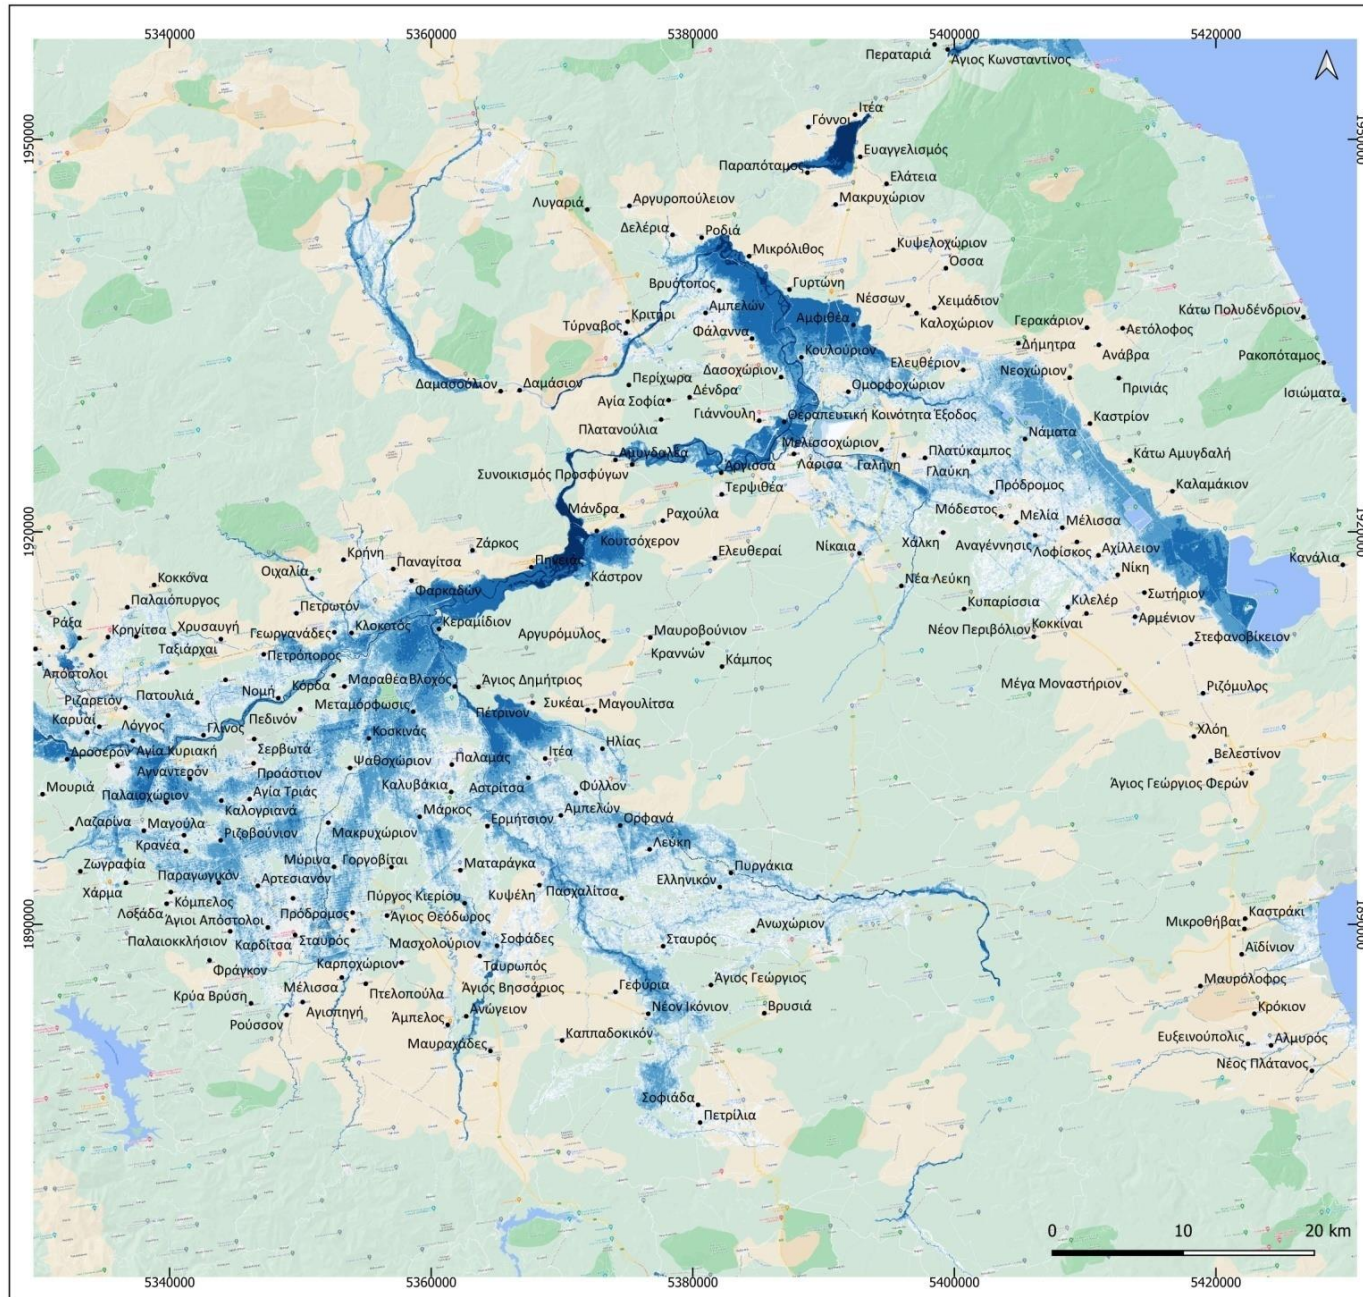 5340000 5360000 5380000 5400000 5420000
Περαταριά
Άγιος Κωνσταντίνος
Ιτέα
Γόννοι
1950000 1950000
Ευαγγελισμός
Παραπόταμος
Ελάτεια
Μακρυχώριον
Λυγαριά Αργυροπούλειον
Δελέρια Ροδιά
Μικρόλιθος Κυψελοχώριον
Όσσα
Βρυότοπος Γυρτώνη
Αμπελών Νέσσων Χειμάδιον
Κριτήρι Αμφιθέα Καλοχώριον Γερακάριον Κάτω Πολυδένδριον
Τύρναβος Φάλαννα Αετόλοφος
Δήμητρα Ανάβρα
Κουλούριον Ελευθέριον Ρακοπόταμος
Δαμασούλιον Δαμάσιον Περίχωρα Δασοχώριον Νεοχώριον Πρινιάς
Δένδρα Ομορφοχώριον Ισιώματα
Αγία Σοφία
Γιάννουλη Θεραπευτική Κοινότητα Έξοδος Καστρίον
Πλατανούλια
Μελισσοχώριον Νάματα
Αμυγδαλέα Πλατύκαμπος Κάτω Αμυγδαλή
Συνοικισμός Προσφύγων Άργισσα Λάρισα Γαλήνη Γλαύκη
Τερψιθέα Πρόδρομος Καλαμάκιον
Μάνδρα Ραχούλα Μόδεστος Μελία Μέλισσα
1920000 1920000
Κουτσόχερον Νίκαια Χάλκη Αναγέννησις Λοφίσκος Αχίλλειον
Κρήνη Ζάρκος Ελευθεραί Κανάλια
Παναγίτσα Πηνειάς Νίκη
Οιχαλία Κάστρον Νέα Λεύκη
Κοκκόνα Φαρκαδών Σωτήριον
Παλαιόπυργος Πετρωτόν Κυπαρίσσια Κιλελέρ
Ράξα Κρηνίτσα Χρυσαυγή Γεωργανάδες Κλοκοτός Κεραμίδιον Αρμένιον
Ταξιάρχαι Αργυρόμυλος Μαυροβούνιον Νέον Περιβόλιον Κοκκίναι
Πετρόπορος Κραννών Στεφανοβίκειον
Απόστολοι Κάμπος
Κόρδα Μαραθέα Βλοχός Άγιος Δημήτριος
Ριζαρειόν Πατουλιά Νομή Μέγα Μοναστήριον Ριζόμυλος
Μεταμόρφωσις Πέτρινον Συκέαι Μαγουλίτσα
Καρυαί Λόγγος Γλίνος Πεδινόν
Κοσκινάς Χλόη
Δροσερόν Αγία Κυριακή Σερβωτά Ηλίας
Ψαθοχώριον Παλαμάς Ιτέα Βελεστίνον
Αγναντερόν Προάστιον
Μουριά Αγία Τριάς Καλυβάκια Αστρίτσα Φύλλον Άγιος Γεώργιος Φερών
Παλαιοχώριον Καλογριανά
Μάρκος Αμπελών
Λαζαρίνα Μαγούλα Ερμήτσιον Ορφανά
Ριζοβούνιον Μακρυχώριον
Κρανέα Λεύκη
Ζωγραφία Μύρινα Γοργοβίται Ματαράγκα Πυργάκια
Παραγωγικόν Αρτεσιανόν Ελληνικόν
Χάρμα Κόμπελος Πύργος Κιερίου Κυψέλη Πασχαλίτσα
Λοξάδα Πρόδρομος Άγιος Θεόδωρος Καστράκι
1890000 1890000
Άγιοι Απόστολοι Μικροθήβαι
Ανωχώριον
Παλαιοκκλήσιον Καρδίτσα Σταυρός Μασχολούριον Σοφάδες Σταυρός Αϊδίνιον
Φράγκον Καρποχώριον Ταυρωπός
Μέλισσα Γεφύρια Άγιος Γεώργιος Μαυρόλοφος
Κρύα Βρύση Πτελοπούλα Άγιος Βησσάριος
Αγιοπηγή Ανώγειον Νέον Ικόνιον Βρυσιά Κρόκιον
Ρούσσον Άμπελος
Καππαδοκικόν Ευξεινούπολις Αλμυρός
Μαυραχάδες
Νέος Πλάτανος
Σοφιάδα
Πετρίλια
0 10 20 km
5340000 5360000 5380000 5400000 5420000